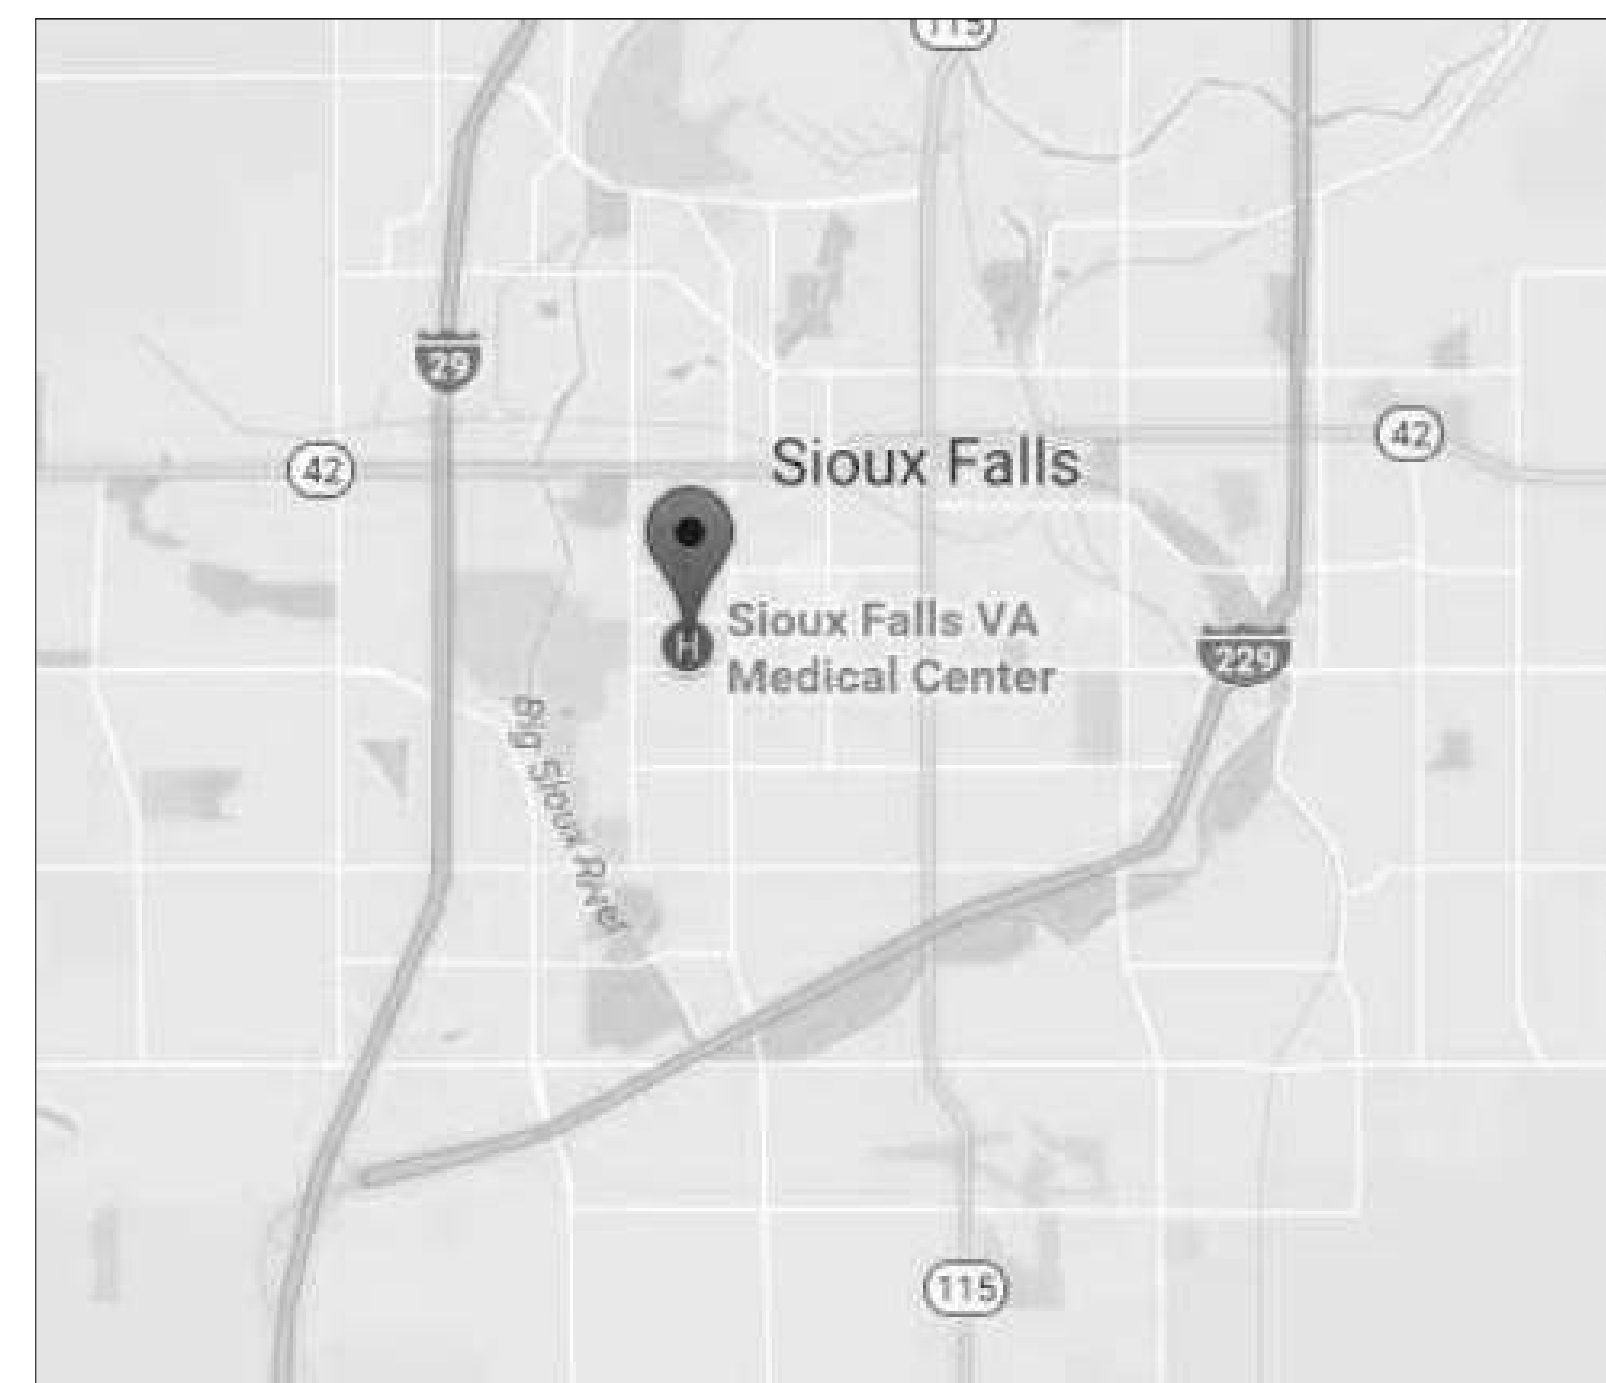 115
29
42
42
Sioux Falls
H
Sioux Falls VA
Medical Center
229
Big Sioux River
115